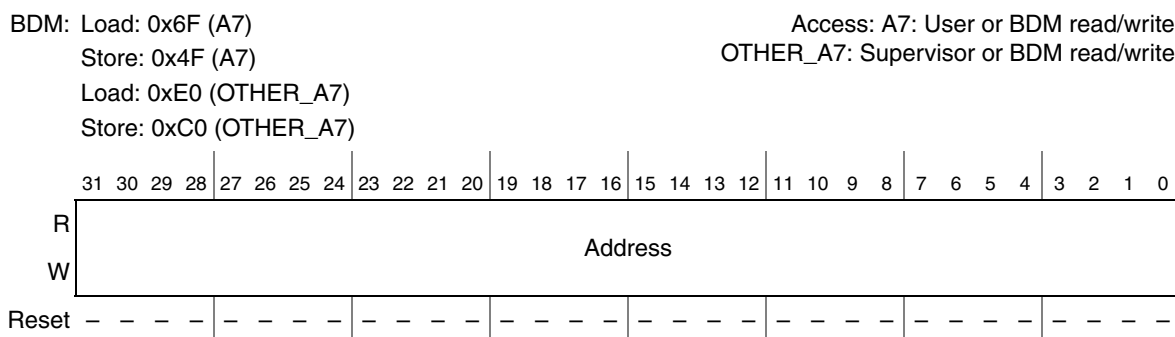 BDM: Load: 0x6F (A7)
Store: 0x4F (A7)
Load: 0xE0 (OTHER_A7)
Store: 0xC0 (OTHER_A7)
Access: A7: User or BDM read/write
OTHER_A7: Supervisor or BDM read/write
31 30 29 28 27 26 25 24 23 22 21 20 19 18 17 16 15 14 13 12 11 10 9 8 7 6 5 4 3 2 1 0
R
Address
W
Reset – – – – – – – – – – – – – – – – – – – – – – – – – – – – – – – –